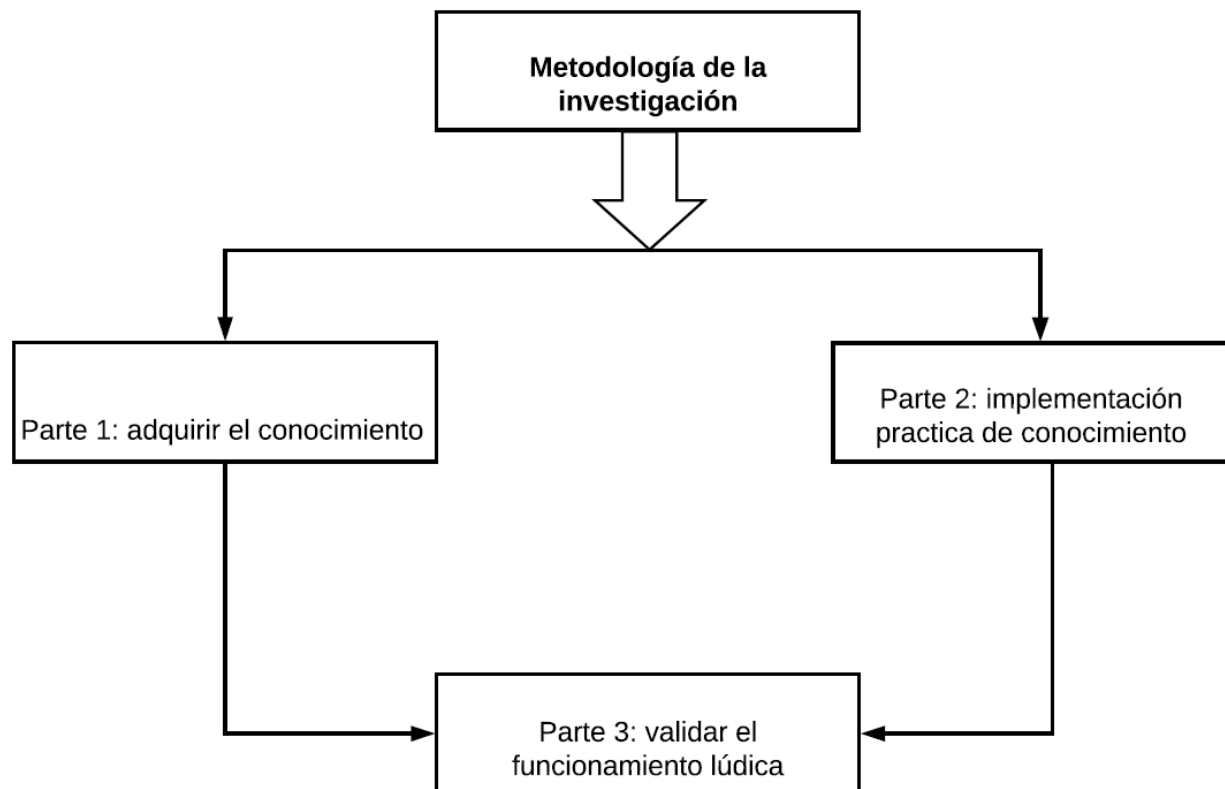 Metodología de la
investigación
Parte 1: adquirir el conocimiento
Parte 2: implementación
practica de conocimiento
Parte 3: validar el
funcionamiento lúdica